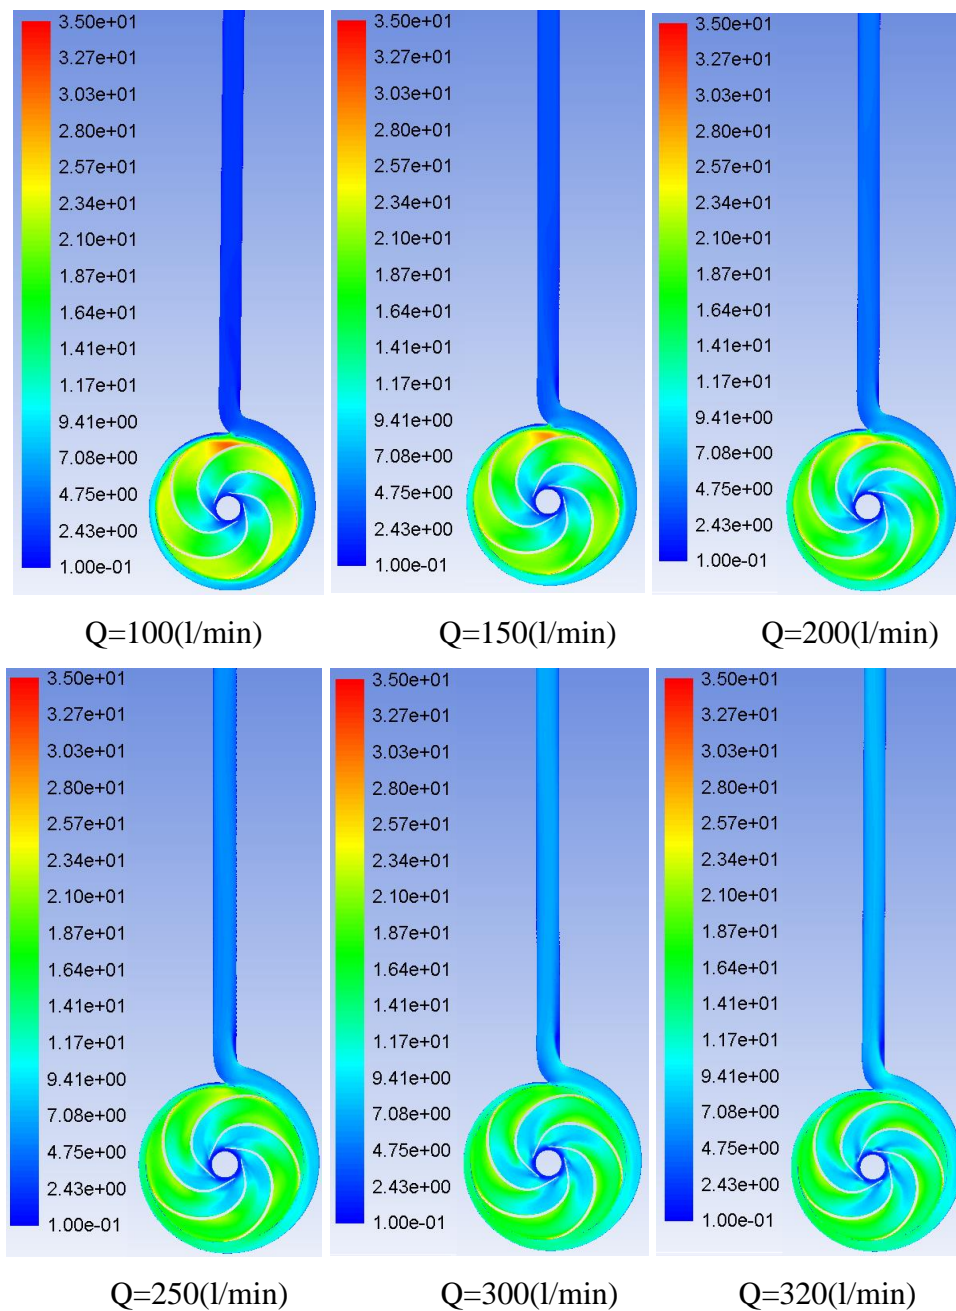 3.50e+01
3.27e+01
3.03e+01
2.80e+01
2.57e+01
2.34e+01
2.10e+01
1.87e+01
1.64e+01
1.41e+01
1.17e+01
9.41e+00
7.08e+00
4.75e+00
2.43e+00
1.00e-01
Q=100(l/min)
3.50e+01
3.27e+01
3.03e+01
2.80e+01
2.57e+01
2.34e+01
2.10e+01
1.87e+01
1.64e+01
1.41e+01
1.17e+01
9.41e+00
7.08e+00
4.75e+00
2.43e+00
1.00e-01
Q=150(l/min)
3.50e+01
3.27e+01
3.03e+01
2.80e+01
2.57e+01
2.34e+01
2.10e+01
1.87e+01
1.64e+01
1.41e+01
1.17e+01
9.41e+00
7.08e+00
4.75e+00
2.43e+00
1.00e-01
Q=200(l/min)
3.50e+01
3.27e+01
3.03e+01
2.80e+01
2.57e+01
2.34e+01
2.10e+01
1.87e+01
1.64e+01
1.41e+01
1.17e+01
9.41e+00
7.08e+00
4.75e+00
2.43e+00
1.00e-01
Q=250(l/min)
3.50e+01
3.27e+01
3.03e+01
2.80e+01
2.57e+01
2.34e+01
2.10e+01
1.87e+01
1.64e+01
1.41e+01
1.17e+01
9.41e+00
7.08e+00
4.75e+00
2.43e+00
1.00e-01
Q=300(l/min)
3.50e+01
3.27e+01
3.03e+01
2.80e+01
2.57e+01
2.34e+01
2.10e+01
1.87e+01
1.64e+01
1.41e+01
1.17e+01
9.41e+00
7.08e+00
4.75e+00
2.43e+00
1.00e-01
Q=320(l/min)